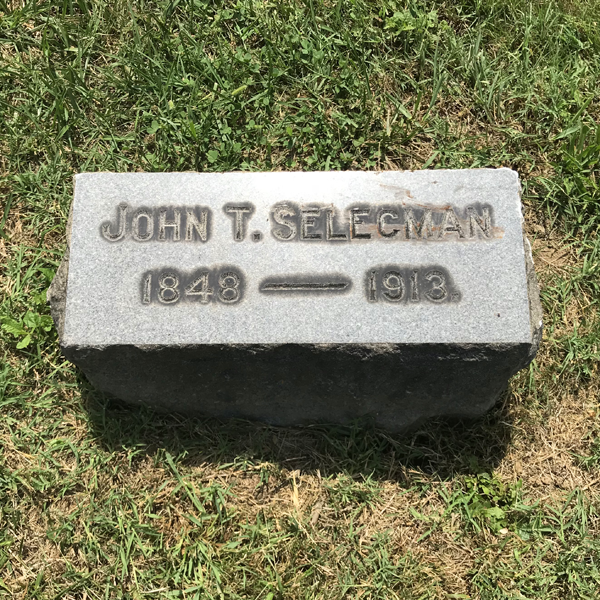 JOHN T. SELECMAN.
1848 — 1913.